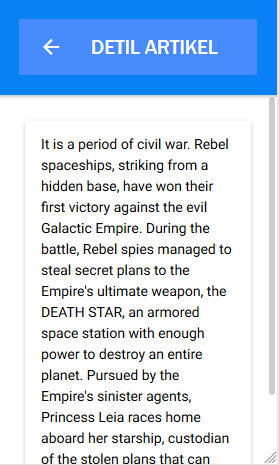 DETIL ARTIKEL
It is a period of civil war. Rebel
spaceships, striking from a
hidden base, have won their
first victory against the evil
Galactic Empire. During the
battle, Rebel spies managed to
steal secret plans to the
Empire's ultimate weapon, the
DEATH STAR, an armored
space station with enough
power to destroy an entire
planet. Pursued by the
Empire's sinister agents,
Princess Leia races home
aboard her starship, custodian
of the stolen plans that can